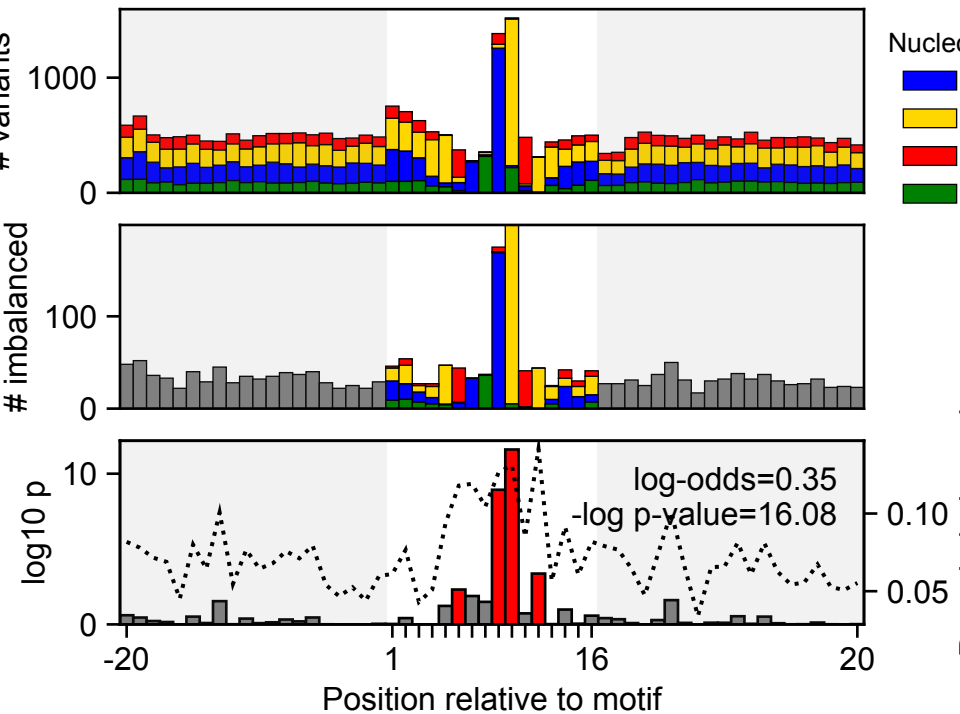 # variants
1000
0
Nucleo
# imbalanced
100
0
log10 p
10
0
log-odds=0.35
-log p-value=16.08
0.10
0.05
-20
1
16
20
Position relative to motif